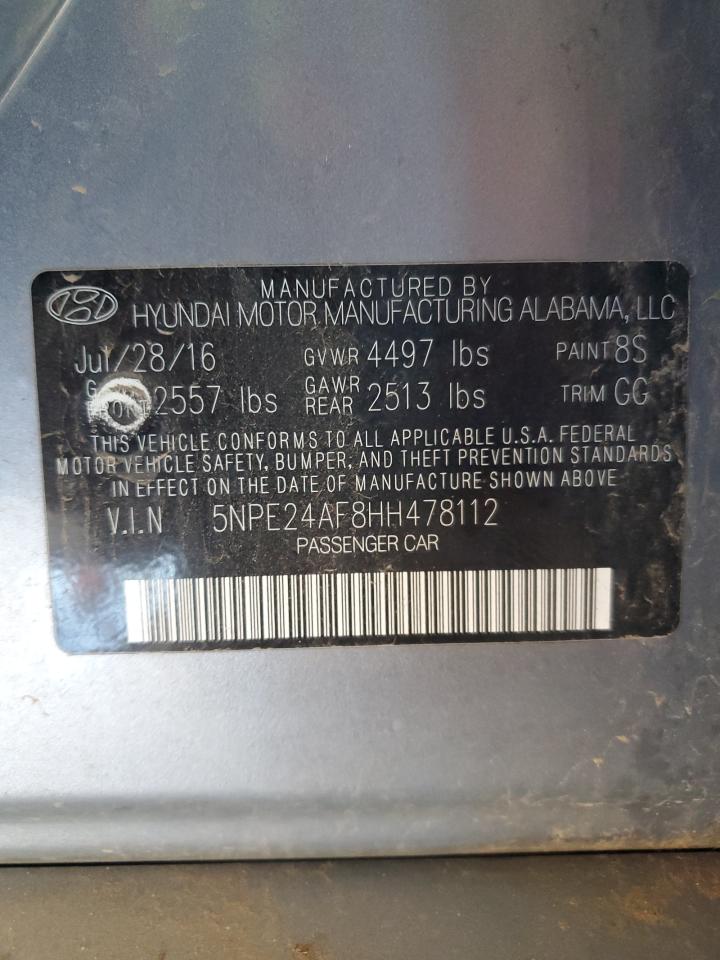 MANUFACTURED BY
HYUNDAI MOTOR MANUFACTURING ALABAMA, LLC
Jul/28/16 GVWR 4497 lbs PAINT 8S
2557 lbs GAWR REAR 2513 lbs TRIM GG
THIS VEHICLE CONFORMS TO ALL APPLICABLE U.S.A. FEDERAL
MOTOR VEHICLE SAFETY, BUMPER, AND THEFT PREVENTION STANDARDS
IN EFFECT ON THE DATE OF MANUFACTURE SHOWN ABOVE
V.I.N 5NPE24AF8HH478112
PASSENGER CAR